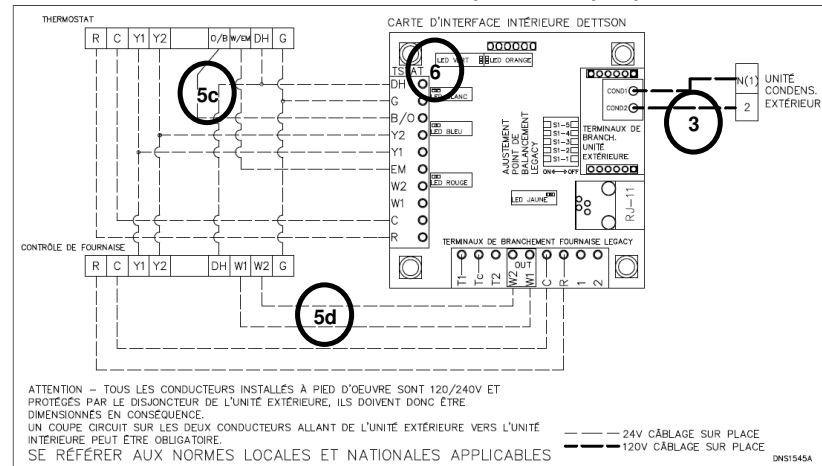 THERMOSTAT
R C Y1 Y2 O/B W/EM DH G
5c
CARTE D'INTERFACE INTÉRIEURE DETTSON
LED VERT
LED ORANGE
6
DH
G
B/O
Y2
Y1
EM
W2
W1
C
R
LED BLANC
LED BLEU
LED ROUGE
AJUSTEMENT
POINT DE
BALANCEMENT
LEGACY
S1-5
S1-4
S1-3
S1-2
S1-1
ON OFF
LED JAUNE
COND1
COND2
TERMINAUX DE
BRANCH.
UNITÉ
EXTÉRIEURE
RJ-11
3
N(1)
2
UNITÉ
CONDENS.
EXTÉRIEUR
TERMINAUX DE BRANCHEMENT FOURNAISE LEGACY
OUT
T1 Tc T2 W2 W1 C R 1 2
CONTRÔLE DE FOURNAISE
R C Y1 Y2 DH W1 W2 G
5d
ATTENTION – TOUS LES CONDUCTEURS INSTALLÉS À PIED D'OEUVRE SONT 120/240V ET
PROTÉGÉS PAR LE DISJONCTEUR DE L'UNITÉ EXTÉRIEURE, ILS DOIVENT DONC ÊTRE
DIMENSIONNÉS EN CONSÉQUENCE.
UN COUPE CIRCUIT SUR LES DEUX CONDUCTEURS ALLANT DE L'UNITÉ EXTÉRIEURE VERS L'UNITÉ
INTÉRIEURE PEUT ÊTRE OBLIGATOIRE.
SE RÉFÉRER AUX NORMES LOCALES ET NATIONALES APPLICABLES
24V CÂBLAGE SUR PLACE
120V CÂBLAGE SUR PLACE
DNS1545A